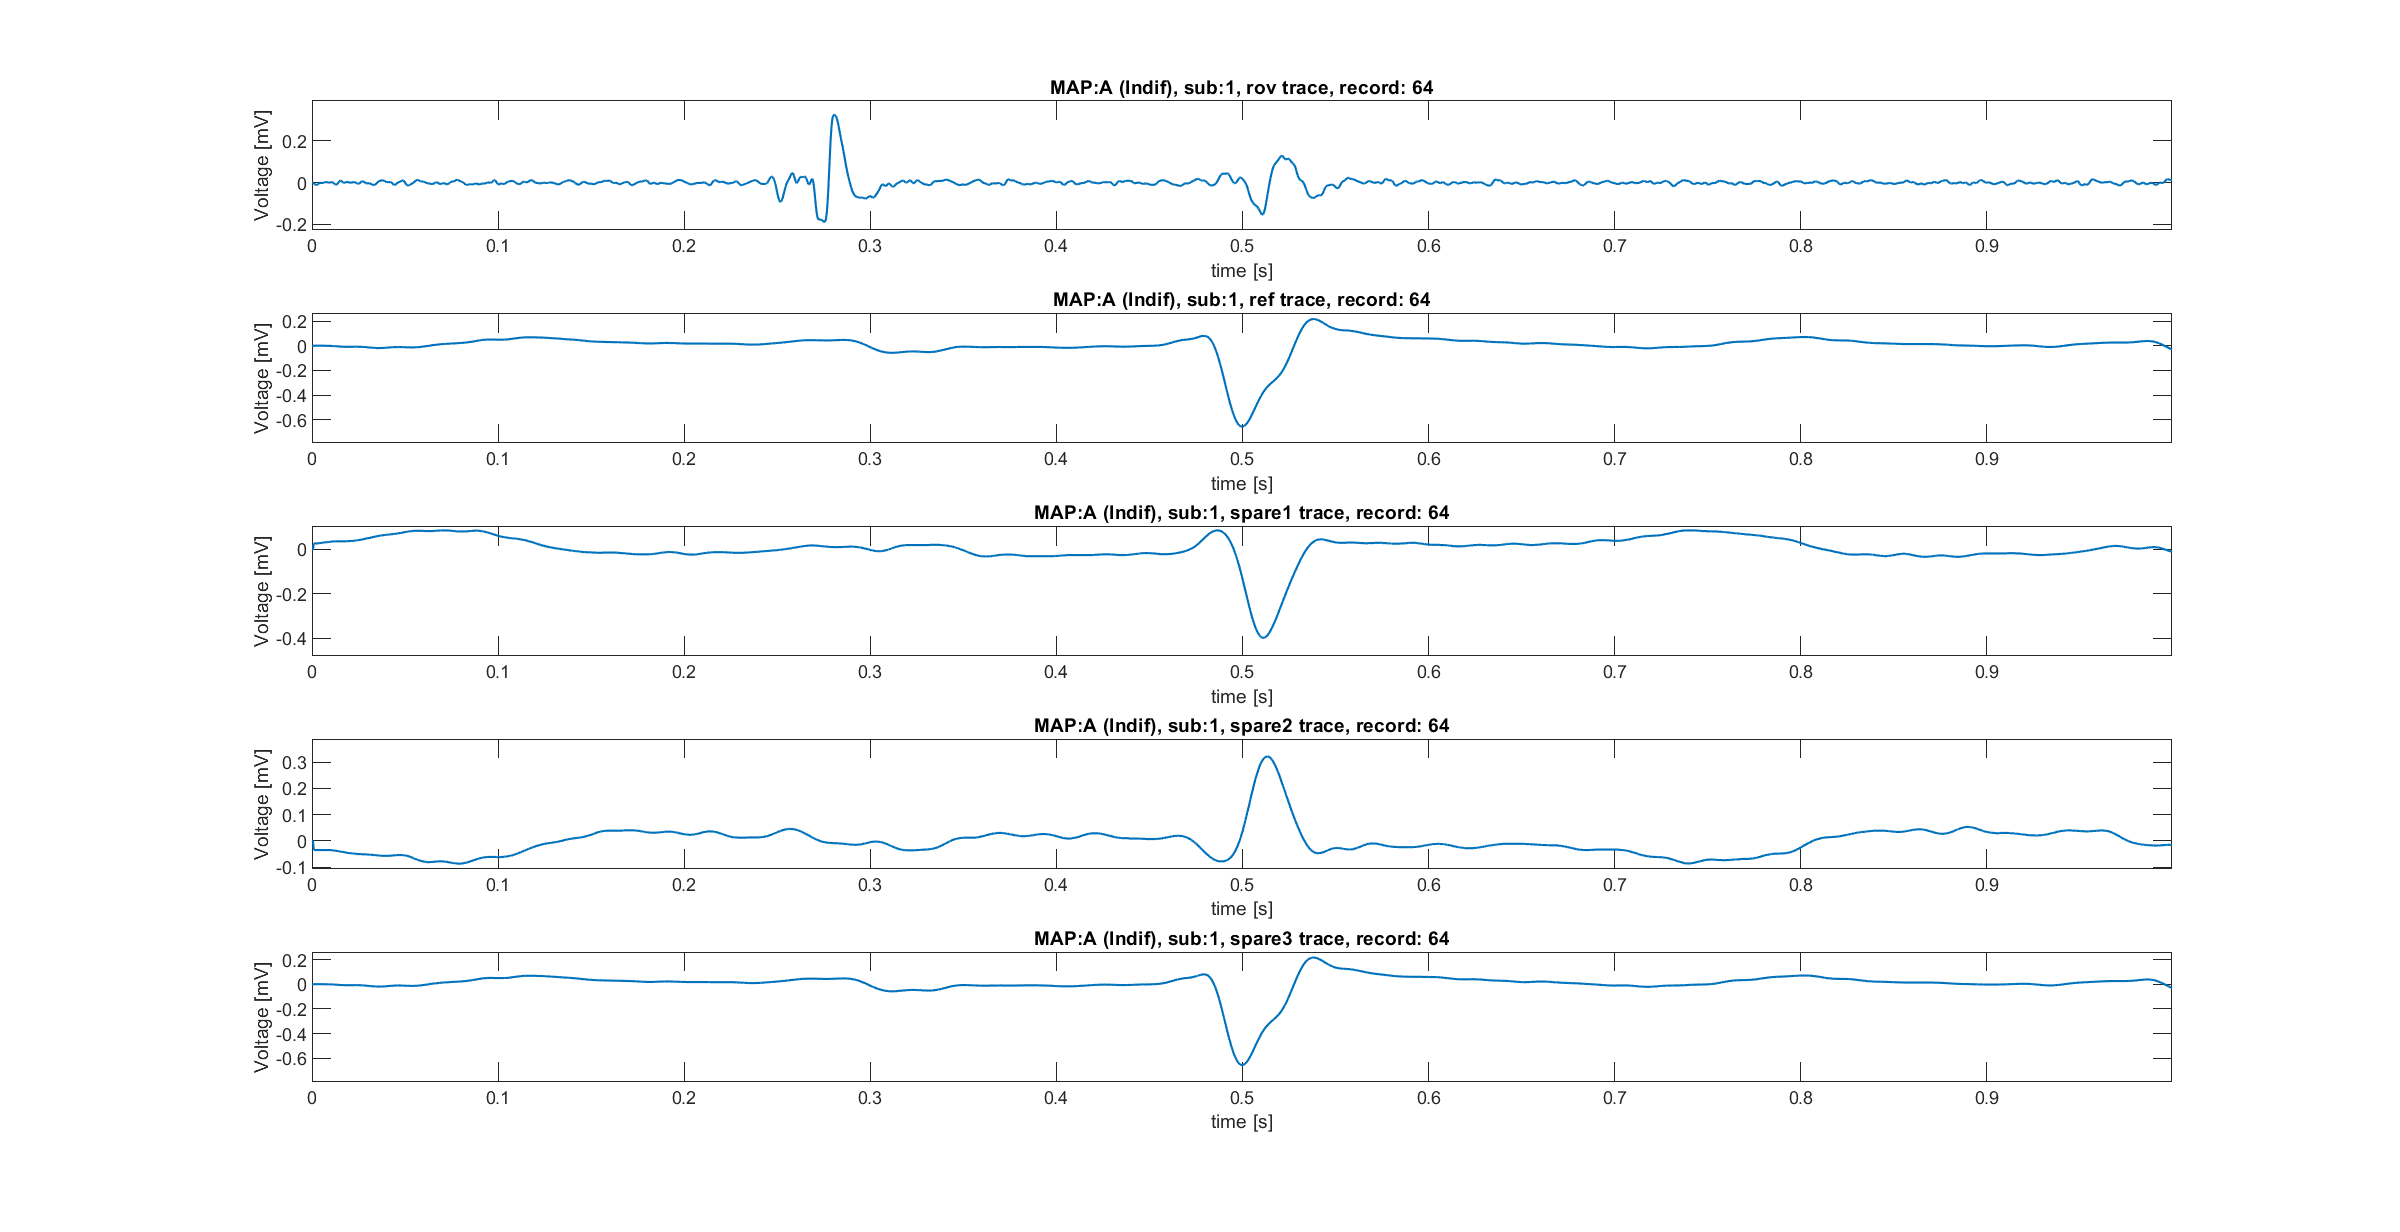 MAP:A (Indif), sub:1, rov trace, record: 64
Voltage [mV]
0.2
0
-0.2
0 0.1 0.2 0.3 0.4 0.5 0.6 0.7 0.8 0.9
time [s]
MAP:A (Indif), sub:1, ref trace, record: 64
Voltage [mV]
0.2
0
-0.2
-0.4
-0.6
0 0.1 0.2 0.3 0.4 0.5 0.6 0.7 0.8 0.9
time [s]
MAP:A (Indif), sub:1, spare1 trace, record: 64
Voltage [mV]
0
-0.2
-0.4
0 0.1 0.2 0.3 0.4 0.5 0.6 0.7 0.8 0.9
time [s]
MAP:A (Indif), sub:1, spare2 trace, record: 64
Voltage [mV]
0.3
0.2
0.1
0
-0.1
0 0.1 0.2 0.3 0.4 0.5 0.6 0.7 0.8 0.9
time [s]
MAP:A (Indif), sub:1, spare3 trace, record: 64
Voltage [mV]
0.2
0
-0.2
-0.4
-0.6
0 0.1 0.2 0.3 0.4 0.5 0.6 0.7 0.8 0.9
time [s]